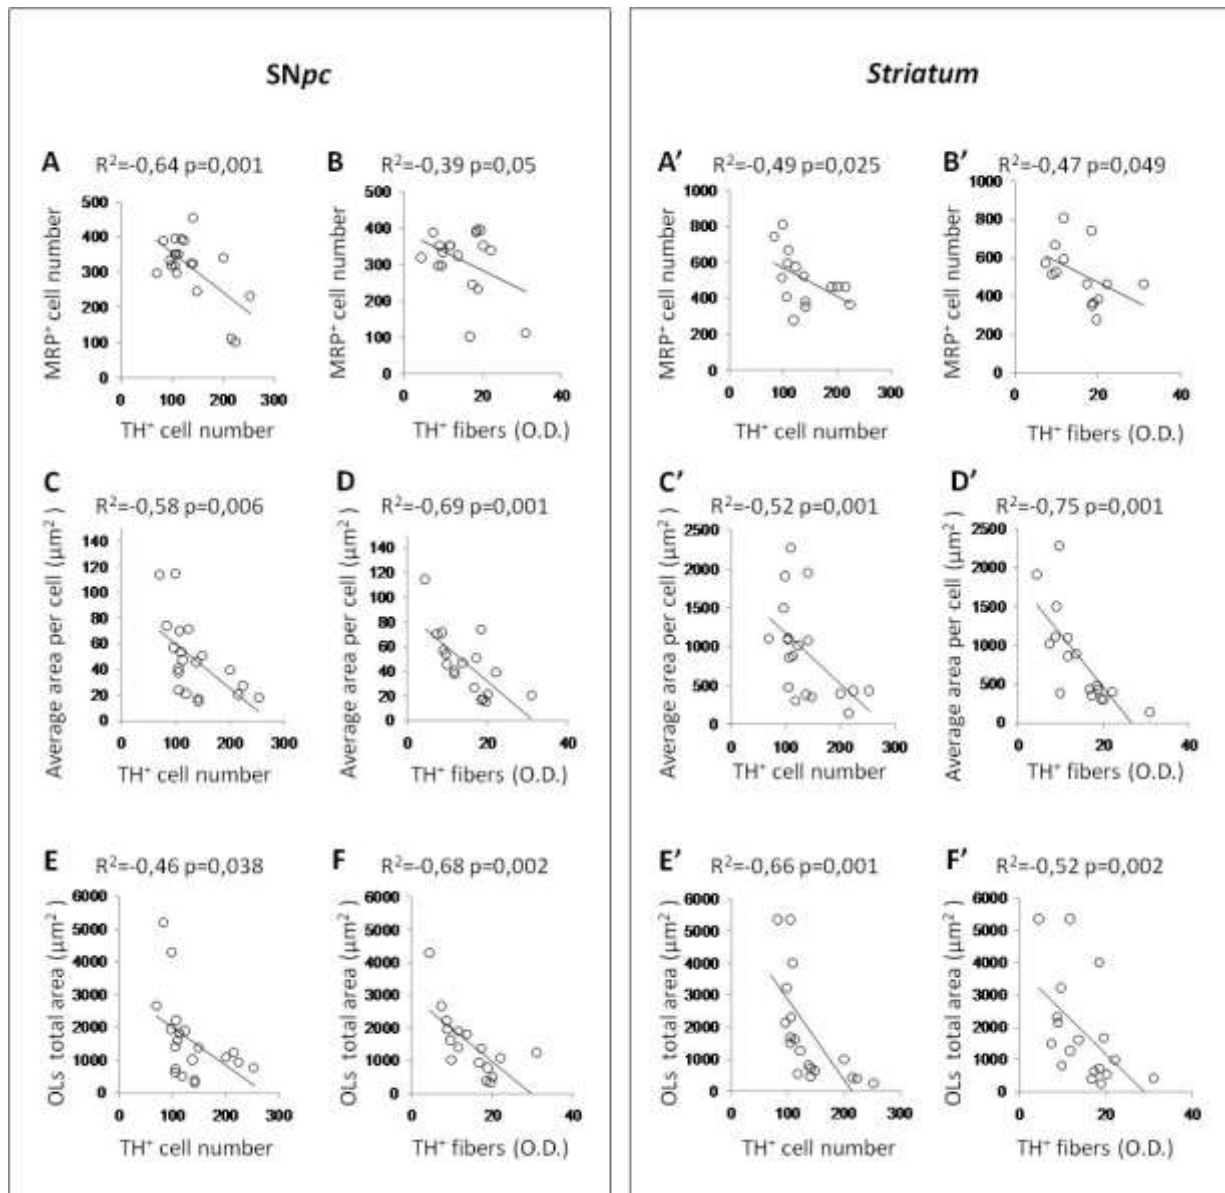 SNpc
A
R²=-0,64 p=0,001
MRP⁺ cell number
500
400
300
200
100
0
0 100 200 300
TH⁺ cell number
B
R²=-0,39 p=0,05
MRP⁺ cell number
500
400
300
200
100
0
0 20 40
TH⁺ fibers (O.D.)
C
R²=-0,58 p=0,006
Average area per cell (µm²)
140
120
100
80
60
40
20
0
0 100 200 300
TH⁺ cell number
D
R²=-0,69 p=0,001
Average area per cell (µm²)
140
120
100
80
60
40
20
0
0 20 40
TH⁺ fibers (O.D.)
E
R²=-0,46 p=0,038
OLs total area (µm²)
6000
5000
4000
3000
2000
1000
0
0 100 200 300
TH⁺ cell number
F
R²=-0,68 p=0,002
OLs total area (µm²)
6000
5000
4000
3000
2000
1000
0
0 20 40
TH⁺ fibers (O.D.)
Striatum
A'
R²=-0,49 p=0,025
MRP⁺ cell number
1000
800
600
400
200
0
0 100 200 300
TH⁺ cell number
B'
R²=-0,47 p=0,049
MRP⁺ cell number
1000
800
600
400
200
0
0 20 40
TH⁺ fibers (O.D.)
C'
R²=-0,52 p=0,001
Average area per cell (µm²)
2500
2000
1500
1000
500
0
0 100 200 300
TH⁺ cell number
D'
R²=-0,75 p=0,001
Average area per cell (µm²)
2500
2000
1500
1000
500
0
0 20 40
TH⁺ fibers (O.D.)
E'
R²=-0,66 p=0,001
OLs total area (µm²)
6000
5000
4000
3000
2000
1000
0
0 100 200 300
TH⁺ cell number
F'
R²=-0,52 p=0,002
OLs total area (µm²)
6000
5000
4000
3000
2000
1000
0
0 20 40
TH⁺ fibers (O.D.)